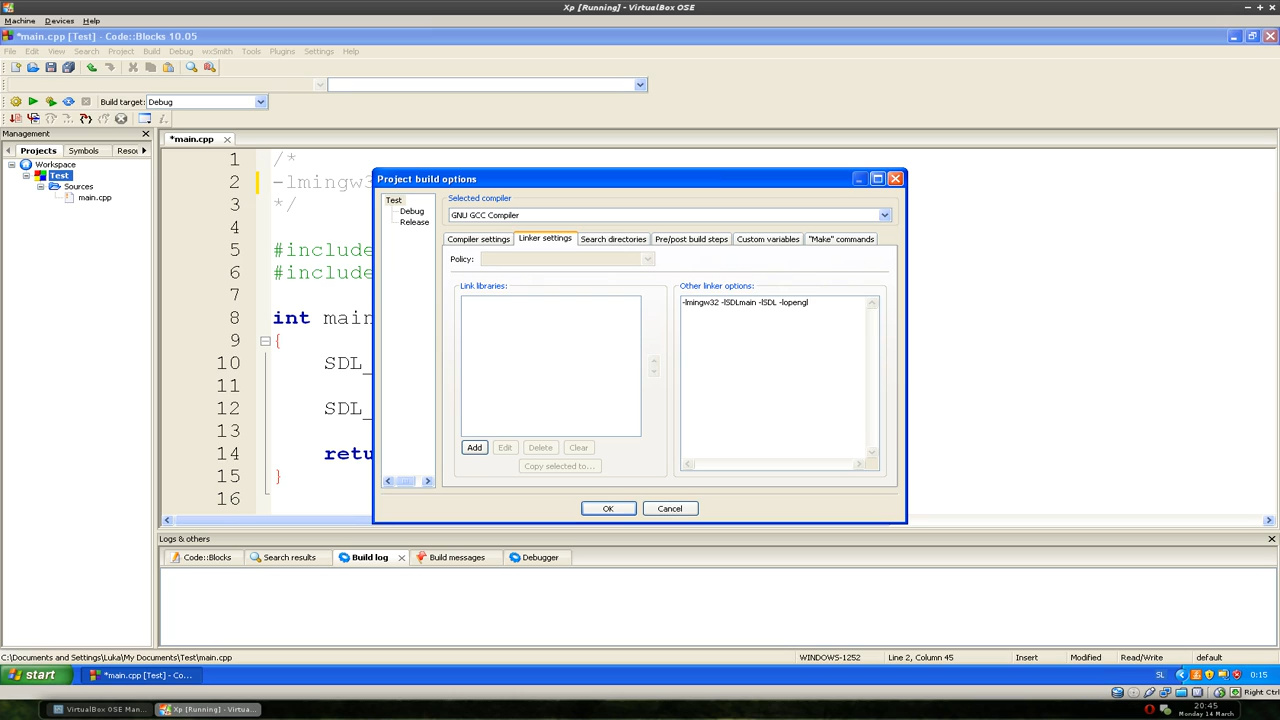 Xp [Running] - VirtualBox OSE
Machine Devices Help
*main.cpp [Test] - Code::Blocks 10.05
File Edit View Search Project Build Debug wxSmith Tools Plugins Settings Help
Build target: Debug
Management
Projects Symbols Resou
Workspace
Test
Sources
main.cpp
*main.cpp
1 /*
2 -lmingw3
3 */
4
5 #include
6 #include
7
8 int main
9 {
10 SDL_
11
12 SDL_
13
14 retu
15 }
16
Project build options
Test
Debug
Release
Selected compiler
GNU GCC Compiler
Compiler settings Linker settings Search directories Pre/post build steps Custom variables "Make" commands
Policy:
Link libraries:
Other linker options:
-lmingw32 -lSDLmain -lSDL -lopengl
Add Edit Delete Clear
Copy selected to...
OK Cancel
Logs & others
Code::Blocks Search results Build log Build messages Debugger
C:\Documents and Settings\Luka\My Documents\Test\main.cpp WINDOWS-1252 Line 2, Column 45 Insert Modified Read/Write default
start *main.cpp [Test] - Co... SL 0:15
Right Ctrl
VirtualBox OSE Man... Xp [Running] - Virtua...
20:45
Monday 14 March